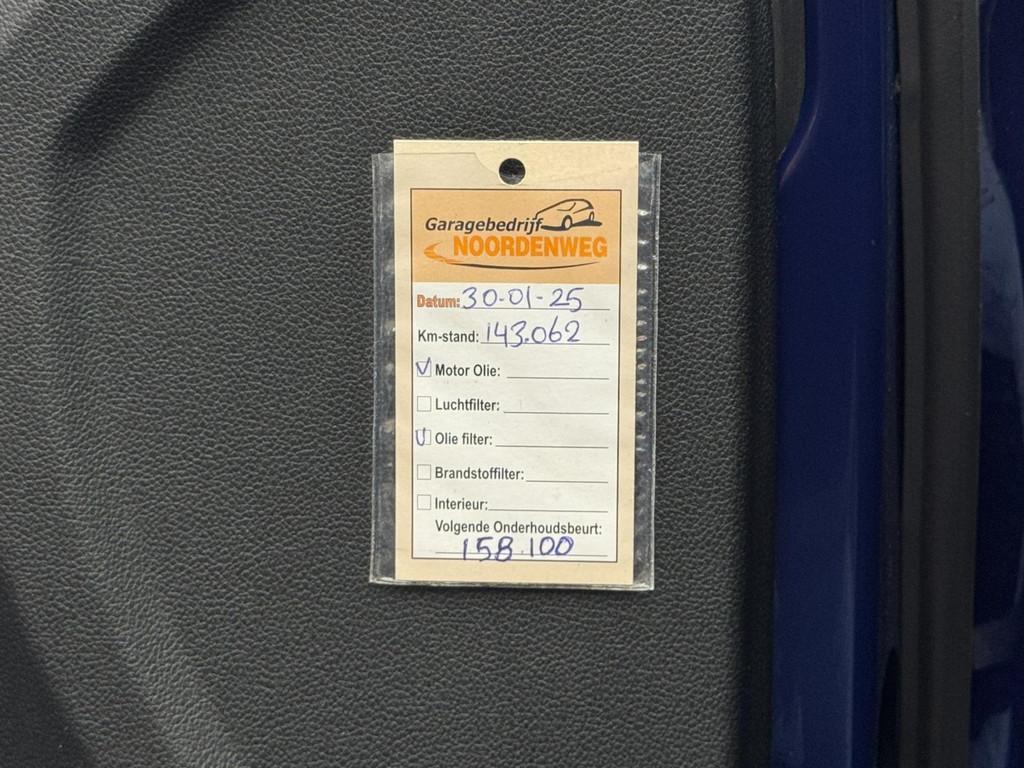 Garagebedrijf
NOORDENWEG
Datum: 30-01-25
Km-stand: 143.062
Motor Olie:
Luchtfilter:
Olie filter:
Brandstoffilter:
Interieur:
Volgende Onderhoudsbeurt:
158.100